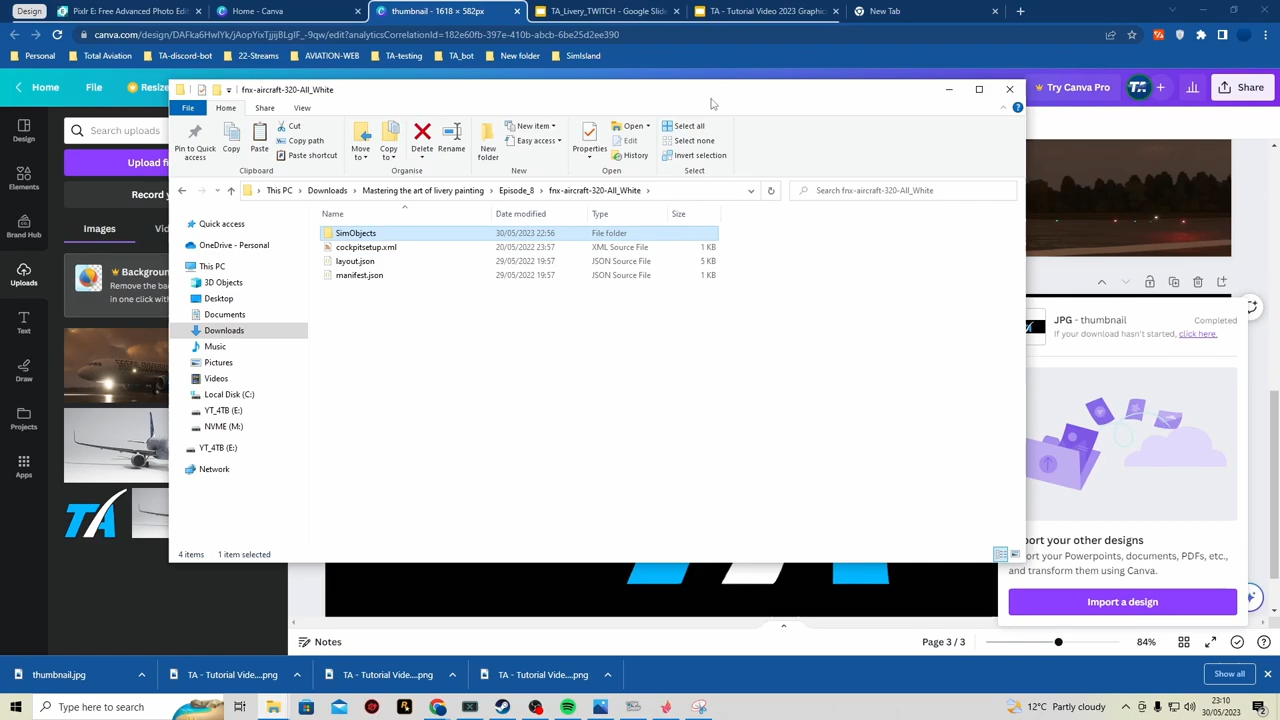 Design
Pixlr E: Free Advanced Photo Edit
Home - Canva
thumbnail - 1618 × 582px
TA_Livery_TWITCH - Google Slide
TA - Tutorial Video 2023 Graphic
New Tab
canva.com/design/DAFka6HwIYk/jAopYixTjjijBLgIF_-9qw/edit?analyticsCorrelationId=182e60fb-397e-410b-abcb-6be25d2ee390
Personal
Total Aviation
TA-discord-bot
22-Streams
AVIATION-WEB
TA-testing
TA_bot
New folder
SimIsland
Home
File
Resize
Try Canva Pro
Share
Design
Elements
Brand Hub
Uploads
Text
Draw
Projects
Apps
Search uploads
Upload fi
Record y
Images
Vid
Background
Remove the bac
in one click with
TA
fnx-aircraft-320-All_White
File
Home
Share
View
Pin to Quick access
Copy
Paste
Cut
Copy path
Paste shortcut
Clipboard
Move to
Copy to
Delete
Rename
Organise
New folder
New item
Easy access
New
Properties
Open
Edit
History
Open
Select all
Select none
Invert selection
Select
This PC
Downloads
Mastering the art of livery painting
Episode_8
fnx-aircraft-320-All_White
Search fnx-aircraft-320-All_White
Quick access
OneDrive - Personal
This PC
3D Objects
Desktop
Documents
Downloads
Music
Pictures
Videos
Local Disk (C:)
YT_4TB (E:)
NVME (M:)
YT_4TB (E:)
Network
Name Date modified Type Size
SimObjects 30/05/2023 22:56 File folder
cockpitsetup.xml 20/05/2022 23:57 XML Source File 1 KB
layout.json 29/05/2022 19:57 JSON Source File 5 KB
manifest.json 29/05/2022 19:57 JSON Source File 1 KB
4 items 1 item selected
JPG - thumbnail
Completed
If your download hasn't started, click here.
port your other designs
port your Powerpoints, documents, PDFs, etc.,
and transform them using Canva.
Import a design
Notes
Page 3 / 3
84%
thumbnail.jpg
TA - Tutorial Vide....png
TA - Tutorial Vide....png
TA - Tutorial Vide....png
Show all
Type here to search
12°C Partly cloudy
23:10
30/05/2023